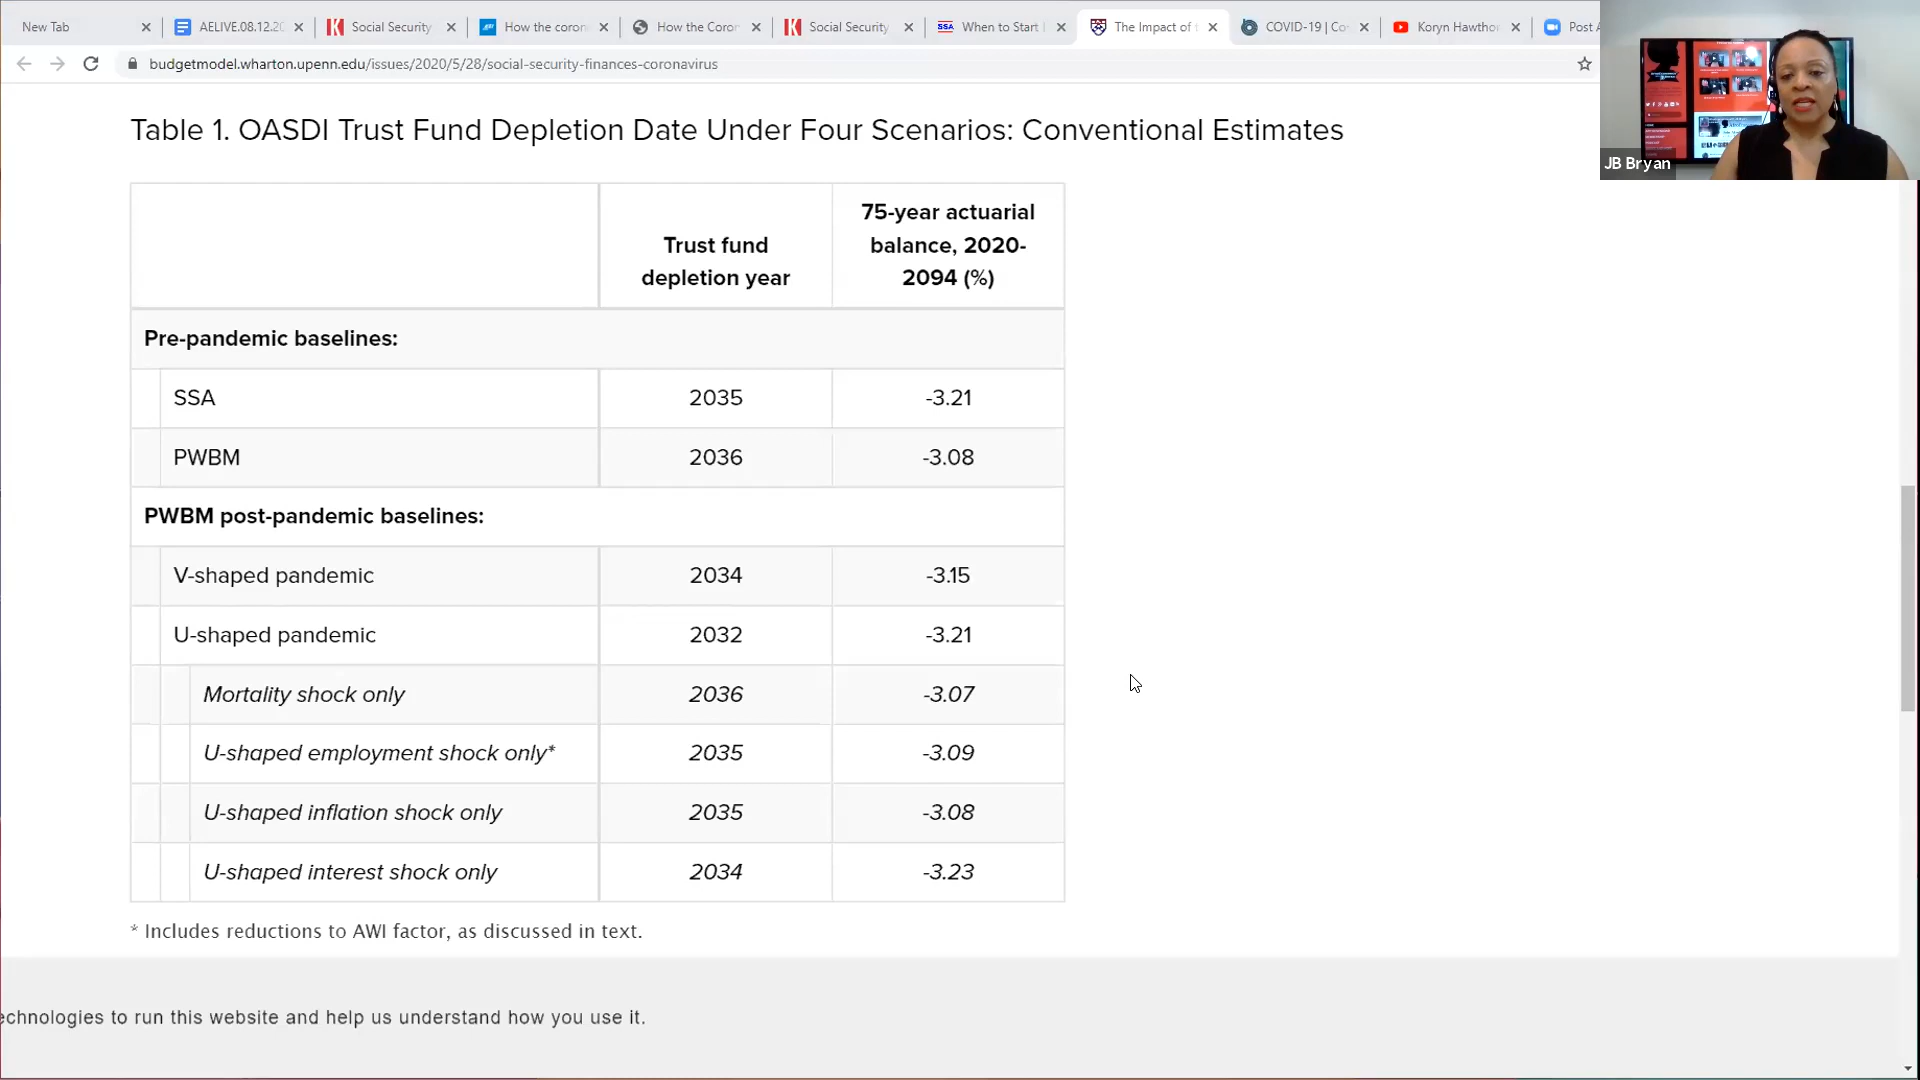 New Tab
AELIVE.08.12.20
Social Security
How the coron
How the Coron
Social Security
When to Start
The Impact of t
COVID-19 | Co
Koryn Hawthor
Post A
budgetmodel.wharton.upenn.edu/issues/2020/5/28/social-security-finances-coronavirus
JB Bryan
Table 1. OASDI Trust Fund Depletion Date Under Four Scenarios: Conventional Estimates
Trust fund
depletion year
75-year actuarial
balance, 2020-
2094 (%)
Pre-pandemic baselines:
SSA 2035 -3.21
PWBM 2036 -3.08
PWBM post-pandemic baselines:
V-shaped pandemic 2034 -3.15
U-shaped pandemic 2032 -3.21
Mortality shock only 2036 -3.07
U-shaped employment shock only* 2035 -3.09
U-shaped inflation shock only 2035 -3.08
U-shaped interest shock only 2034 -3.23
* Includes reductions to AWI factor, as discussed in text.
echnologies to run this website and help us understand how you use it.